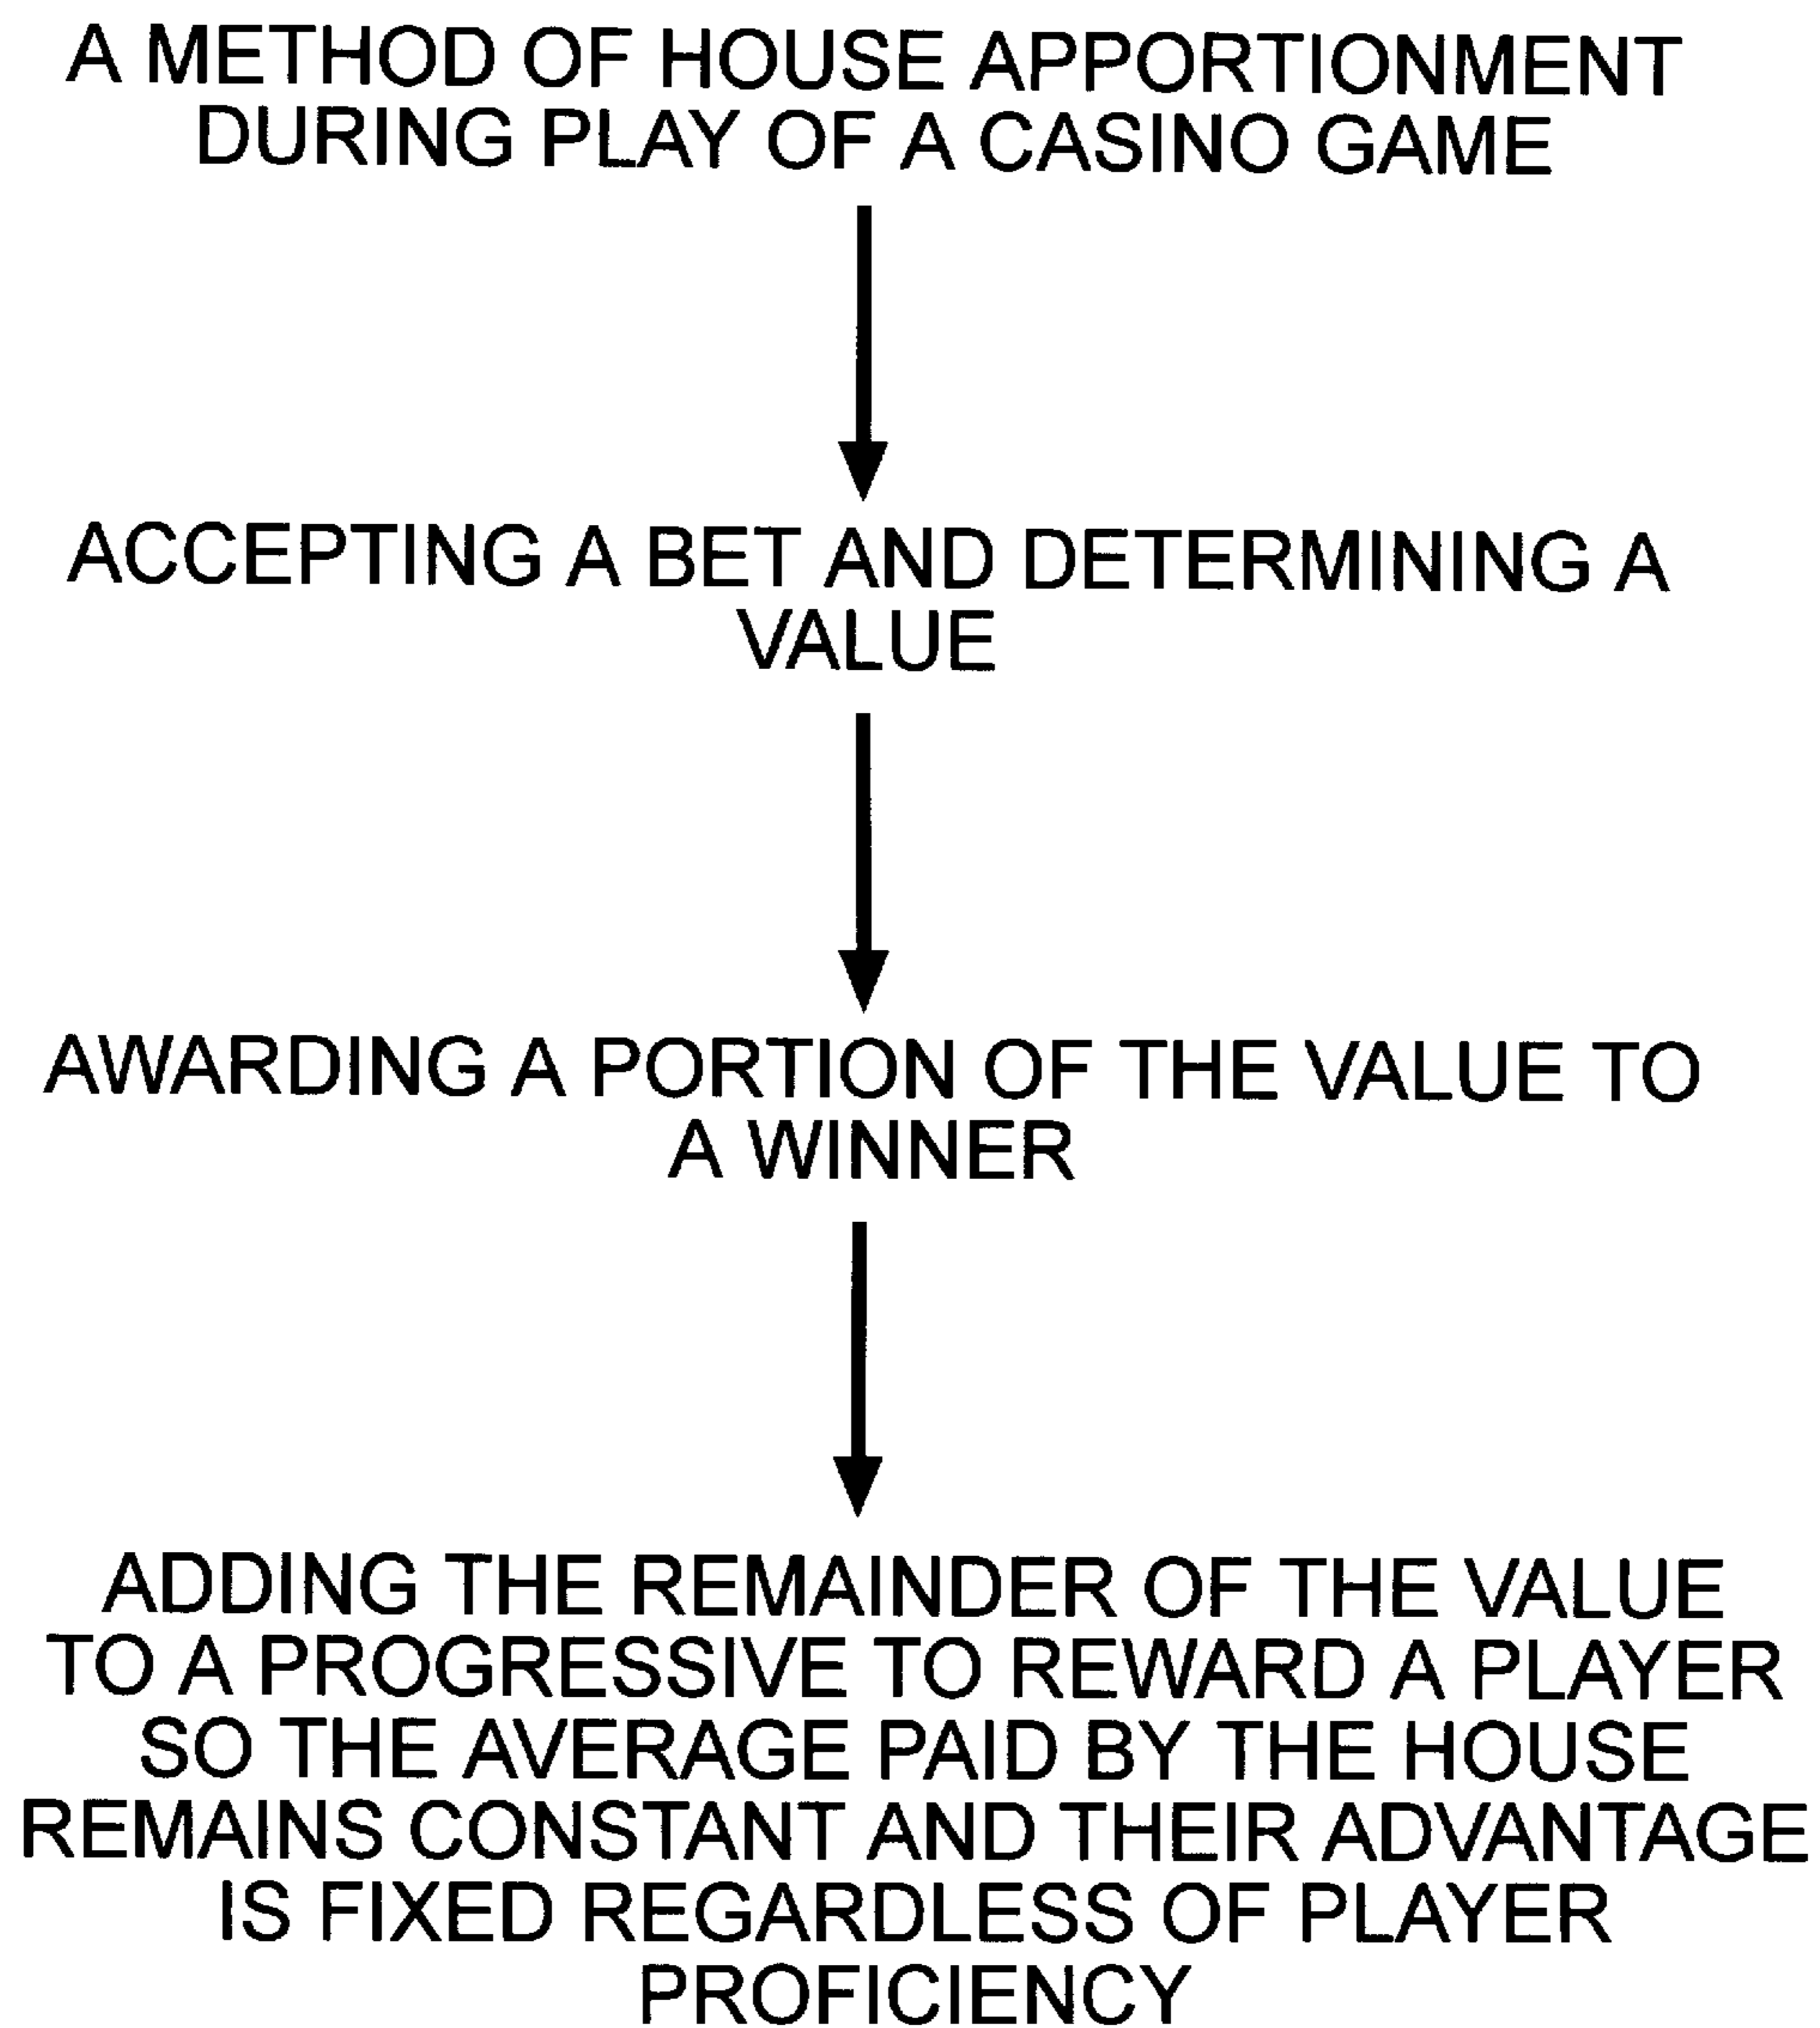 A METHOD OF HOUSE APPORTIONMENT
DURING PLAY OF A CASINO GAME
ACCEPTING A BET AND DETERMINING A
VALUE
AWARDING A PORTION OF THE VALUE TO
A WINNER
ADDING THE REMAINDER OF THE VALUE
TO A PROGRESSIVE TO REWARD A PLAYER
SO THE AVERAGE PAID BY THE HOUSE
REMAINS CONSTANT AND THEIR ADVANTAGE
IS FIXED REGARDLESS OF PLAYER
PROFICIENCY